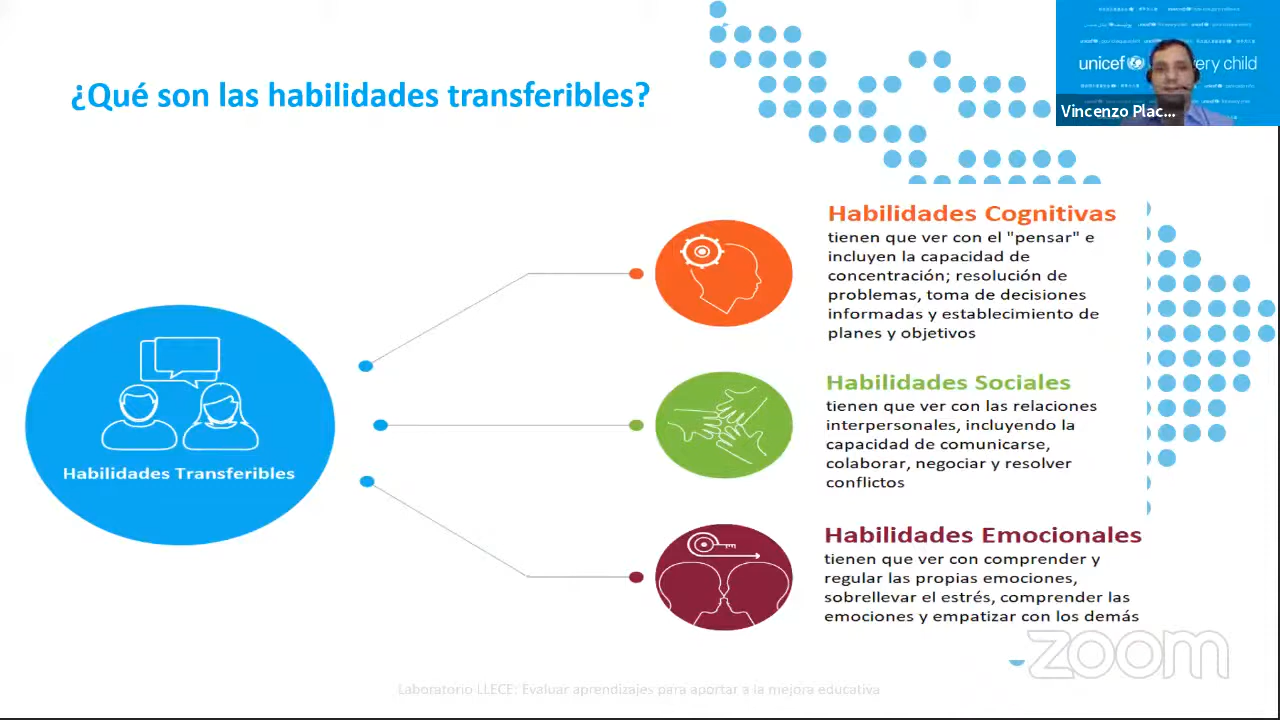 ¿Qué son las habilidades transferibles?
unicef
very child
Vincenzo Plac...
Habilidades Cognitivas
tienen que ver con el "pensar" e
incluyen la capacidad de
concentración; resolución de
problemas, toma de decisiones
informadas y establecimiento de
planes y objetivos
Habilidades Sociales
tienen que ver con las relaciones
interpersonales, incluyendo la
capacidad de comunicarse,
colaborar, negociar y resolver
conflictos
Habilidades Emocionales
tienen que ver con comprender y
regular las propias emociones,
sobrellevar el estrés, comprender las
emociones y empatizar con los demás
Habilidades Transferibles
zoom
Laboratorio LLECE: Evaluar aprendizajes para aportar a la mejora educativa